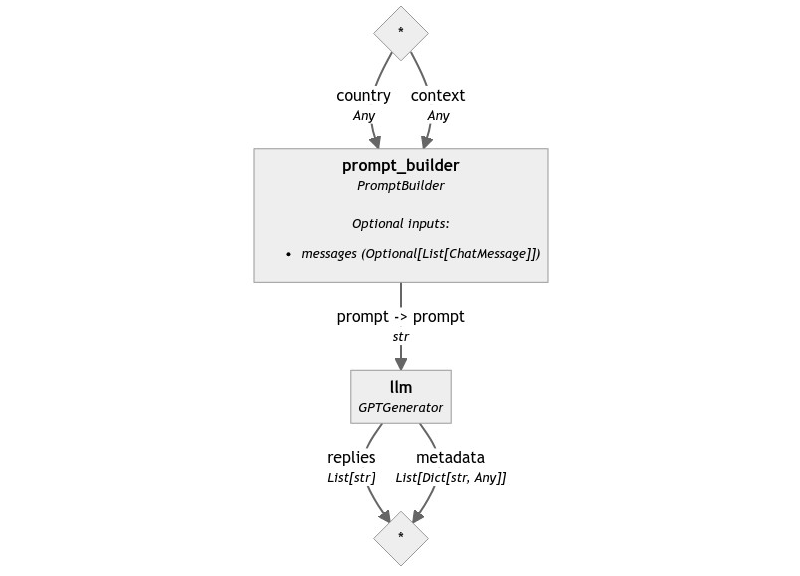 *
country context
Any Any
prompt_builder
PromptBuilder
Optional inputs:
• messages (Optional[List[ChatMessage]])
prompt -> prompt
str
llm
GPTGenerator
replies metadata
List[str] List[Dict[str, Any]]
*